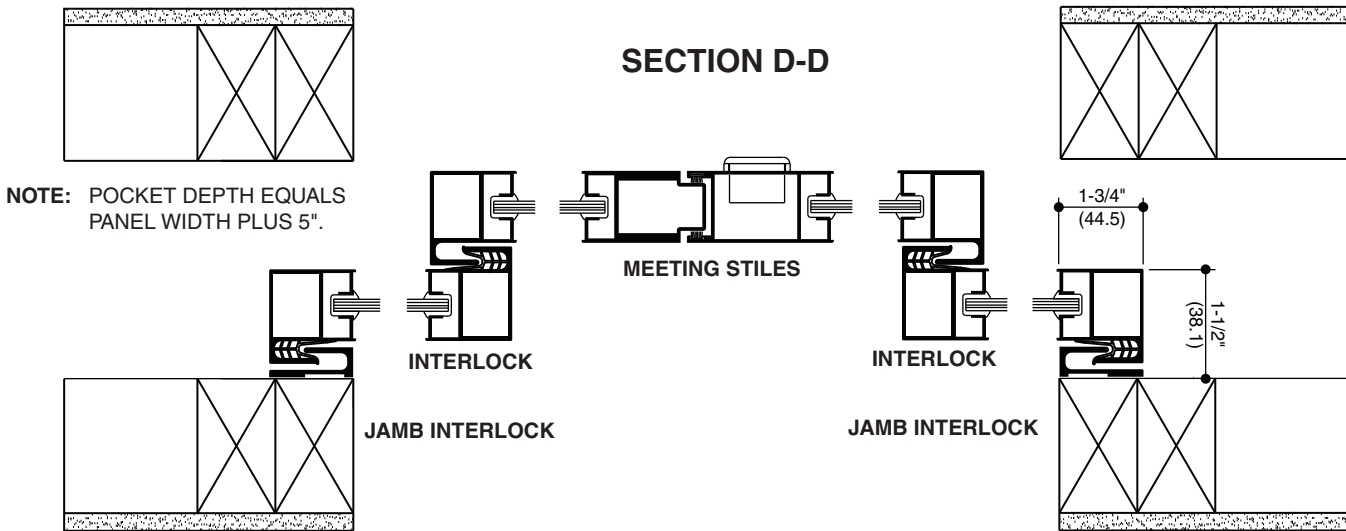 SECTION D-D
NOTE: POCKET DEPTH EQUALS
PANEL WIDTH PLUS 5".
1-3/4"
(44.5)
MEETING STILES
1-1/2"
(38.1)
INTERLOCK
INTERLOCK
JAMB INTERLOCK
JAMB INTERLOCK